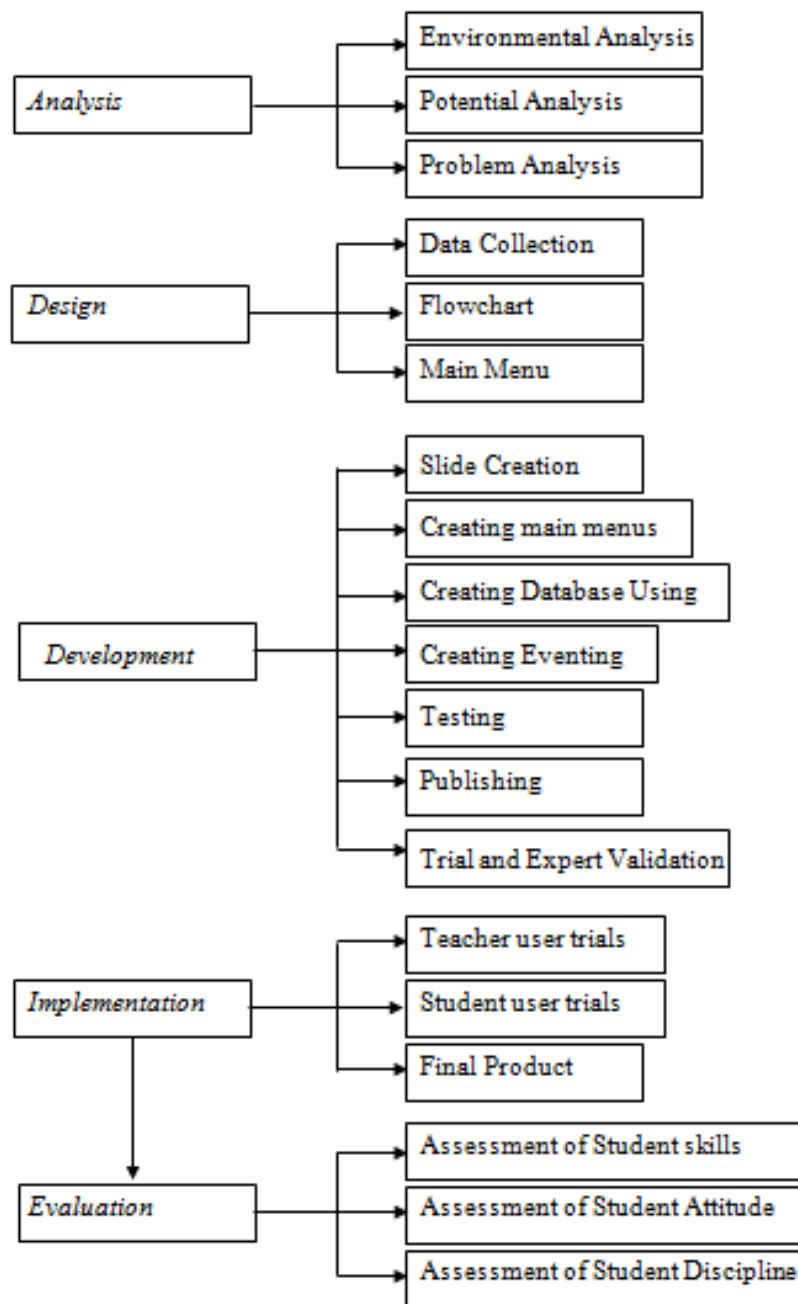 Analysis
Environmental Analysis
Potential Analysis
Problem Analysis
Design
Data Collection
Flowchart
Main Menu
Development
Slide Creation
Creating main menus
Creating Database Using
Creating Eventing
Testing
Publishing
Trial and Expert Validation
Implementation
Teacher user trials
Student user trials
Final Product
Evaluation
Assessment of Student skills
Assessment of Student Attitude
Assessment of Student Discipline